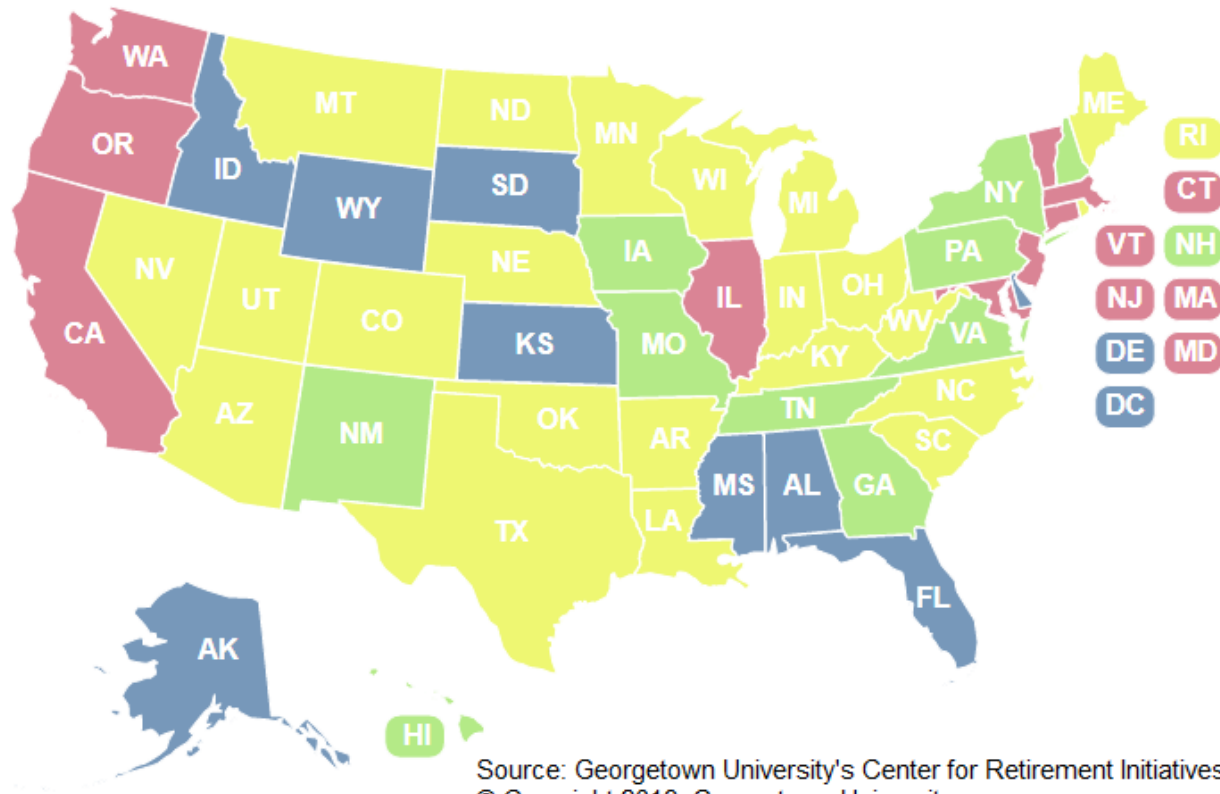 WA
MT
ND
MN
ME
OR
ID
SD
WI
MI
NY
RI
WY
CT
NV
NE
IA
PA
VT
NH
UT
CO
IL
IN
OH
NJ
MA
CA
KS
MO
WV
VA
KY
DE
MD
AZ
NM
OK
AR
TN
NC
SC
DC
TX
LA
MS
AL
GA
FL
AK
HI
Source: Georgetown University's Center for Retirement Initiatives